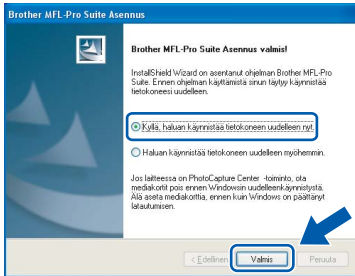 Brother MFL-Pro Suite Asennus
Brother MFL-Pro Suite Asennus valmis!
InstallShield Wizard on asentanut ohjelman Brother MFL-Pro
Suite. Ennen ohjelman käyttämistä sinun täytyy käynnistää
tietokoneesi uudelleen.
Kyllä, haluan käynnistää tietokoneen uudelleen nyt.
Haluan käynnistää tietokoneen uudelleen myöhemmin.
Jos laitteessa on PhotoCapture Center -toiminto, ota
mediakortit pois ennen Windowsin uudelleenkäynnistystä.
Älä aseta mediakorttia, ennen kuin Windows on päättänyt
latautumisen.
< Edellinen Valmis Peruuta